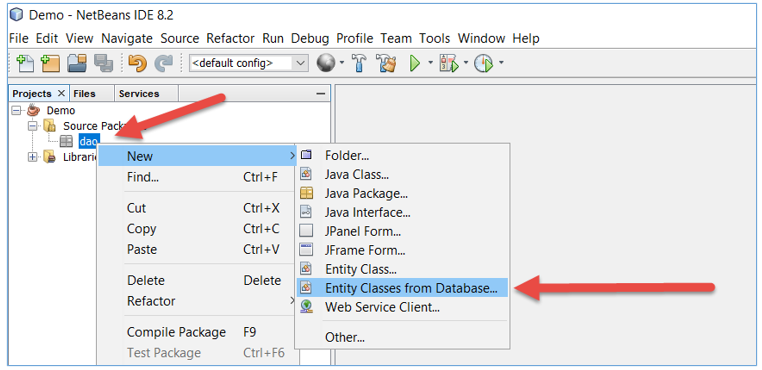 Demo - NetBeans IDE 8.2
File Edit View Navigate Source Refactor Run Debug Profile Team Tools Window Help
<default config>
Projects Files Services
Demo
Source Pack
dao
Librarie
New
Find... Ctrl+F
Cut Ctrl+X
Copy Ctrl+C
Paste Ctrl+V
Delete Delete
Refactor
Compile Package F9
Test Package Ctrl+F6
Folder...
Java Class...
Java Package...
Java Interface...
JPanel Form...
JFrame Form...
Entity Class...
Entity Classes from Database...
Web Service Client...
Other...